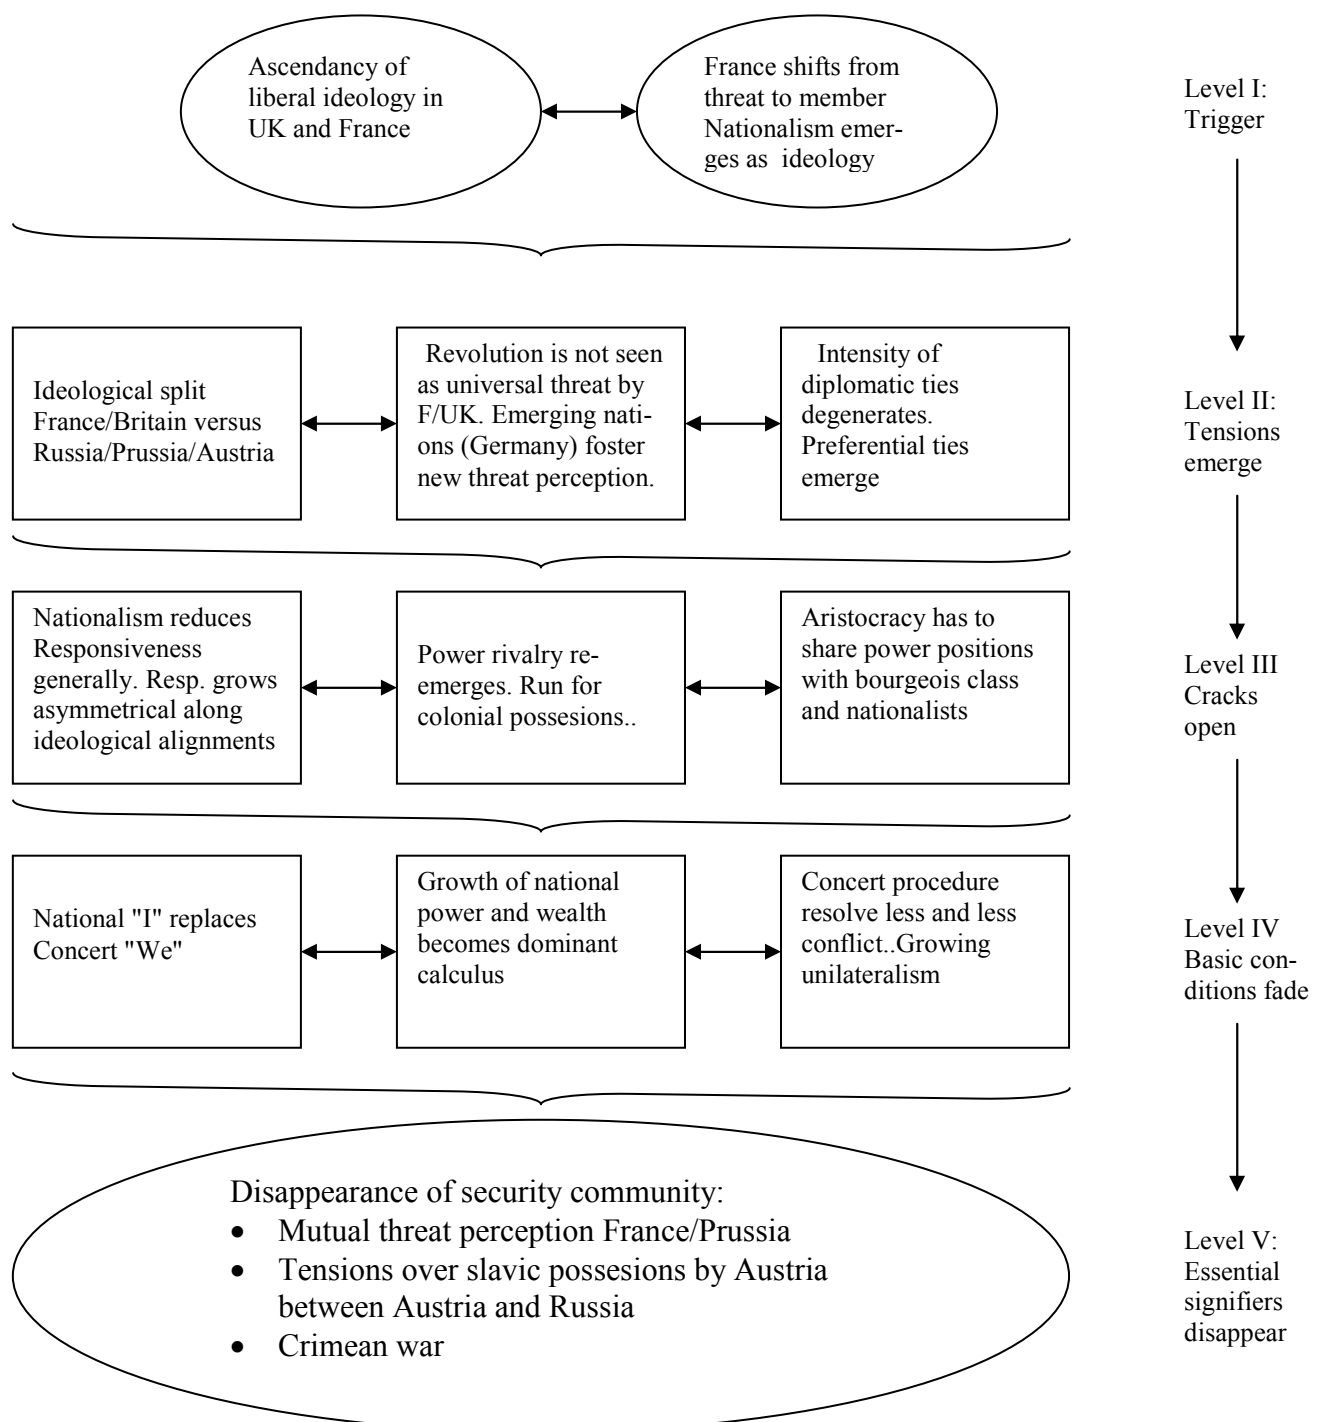 Ascendancy of
liberal ideology in
UK and France
France shifts from
threat to member
Nationalism emer-
ges as ideology
Level I:
Trigger
Ideological split
France/Britain versus
Russia/Prussia/Austria
Revolution is not seen
as universal threat by
F/UK. Emerging nati-
ons (Germany) foster
new threat perception.
Intensity of
diplomatic ties
degenerates.
Preferential ties
emerge
Level II:
Tensions
emerge
Nationalism reduces
Responsiveness
generally. Resp. grows
asymmetrical along
ideological alignments
Power rivalry re-
emerges. Run for
colonial possesions..
Aristocracy has to
share power positions
with bourgeois class
and nationalists
Level III
Cracks
open
National "I" replaces
Concert "We"
Growth of national
power and wealth
becomes dominant
calculus
Concert procedure
resolve less and less
conflict..Growing
unilateralism
Level IV
Basic con-
ditions fade
Disappearance of security community:
• Mutual threat perception France/Prussia
• Tensions over slavic possesions by Austria
between Austria and Russia
• Crimean war
Level V:
Essential
signifiers
disappear